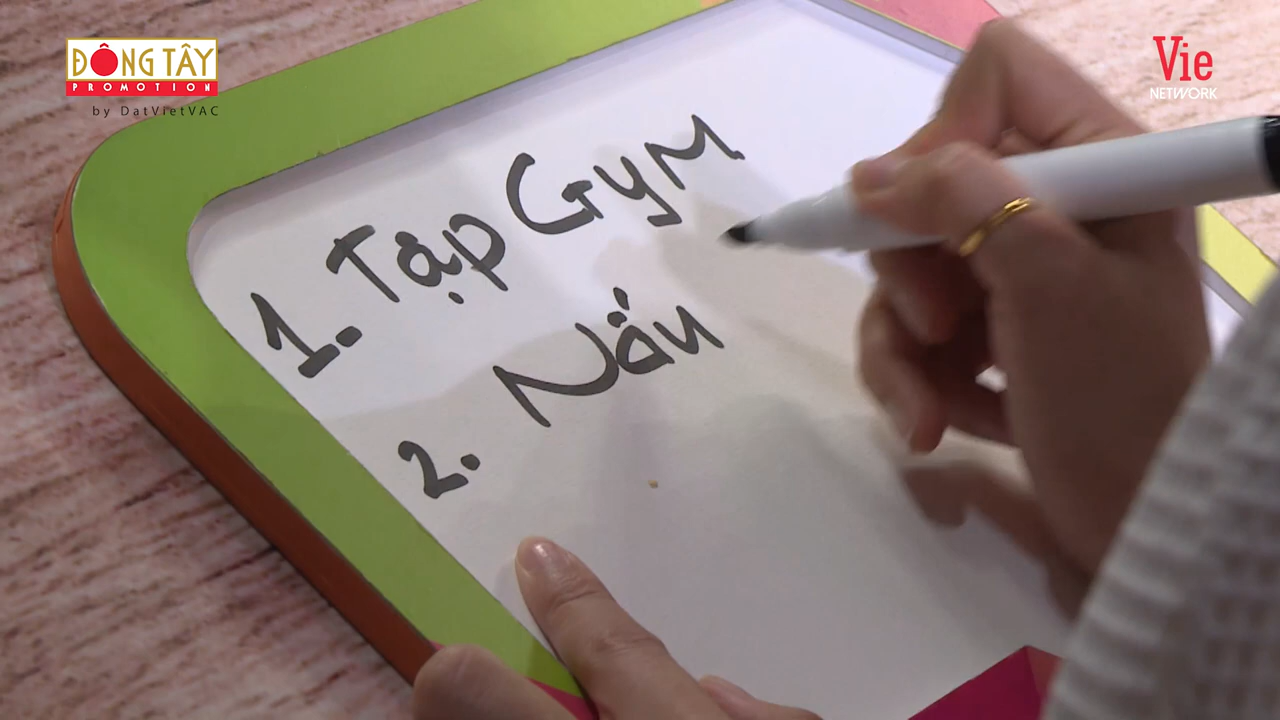 ĐÔNG TÂY
PROMOTION
by DatVietVAC
Vie
NETWORK
1. Tập GyM
2. Nấu